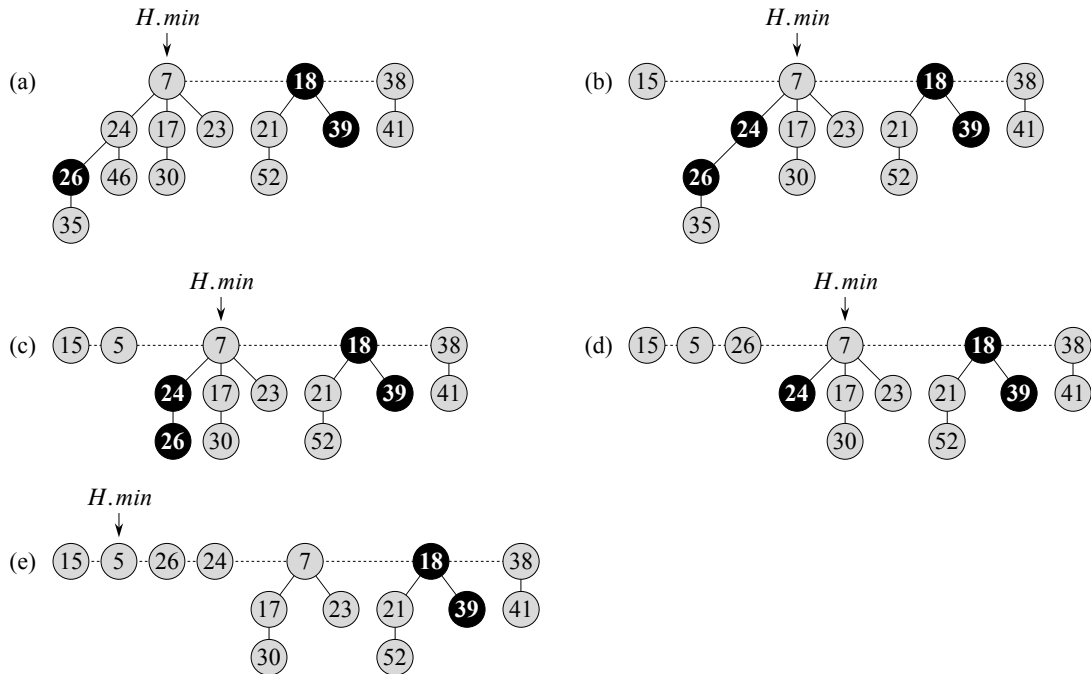 H.min H.min
(a) 7 18 38 (b) 15 7 18 38
24 17 23 21 39 41 24 17 23 21 39 41
26 46 30 52 26 30 52
35 35
H.min H.min
(c) 15 5 7 18 38 (d) 15 5 26 7 18 38
24 17 23 21 39 41 24 17 23 21 39 41
26 30 52 30 52
H.min
(e) 15 5 26 24 7 18 38
17 23 21 39 41
30 52